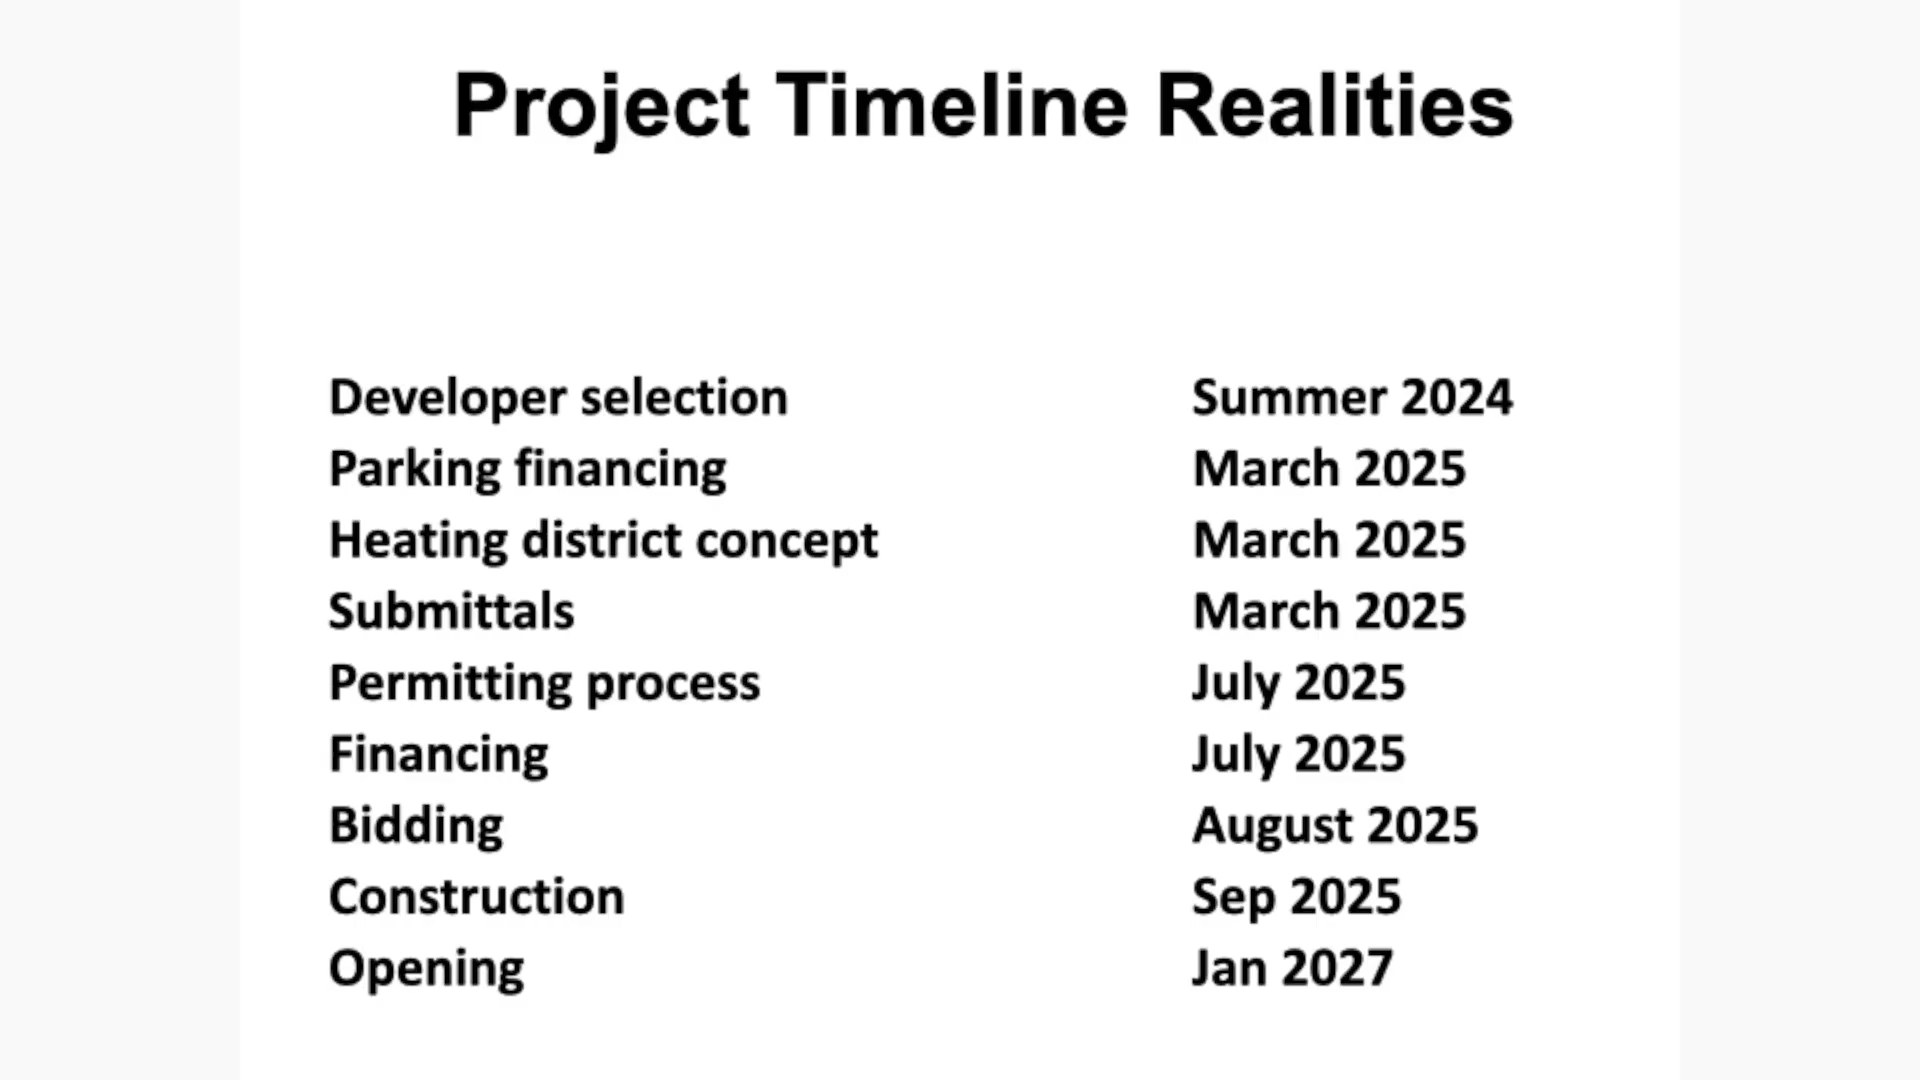 Project Timeline Realities
Developer selection Summer 2024
Parking financing March 2025
Heating district concept March 2025
Submittals March 2025
Permitting process July 2025
Financing July 2025
Bidding August 2025
Construction Sep 2025
Opening Jan 2027